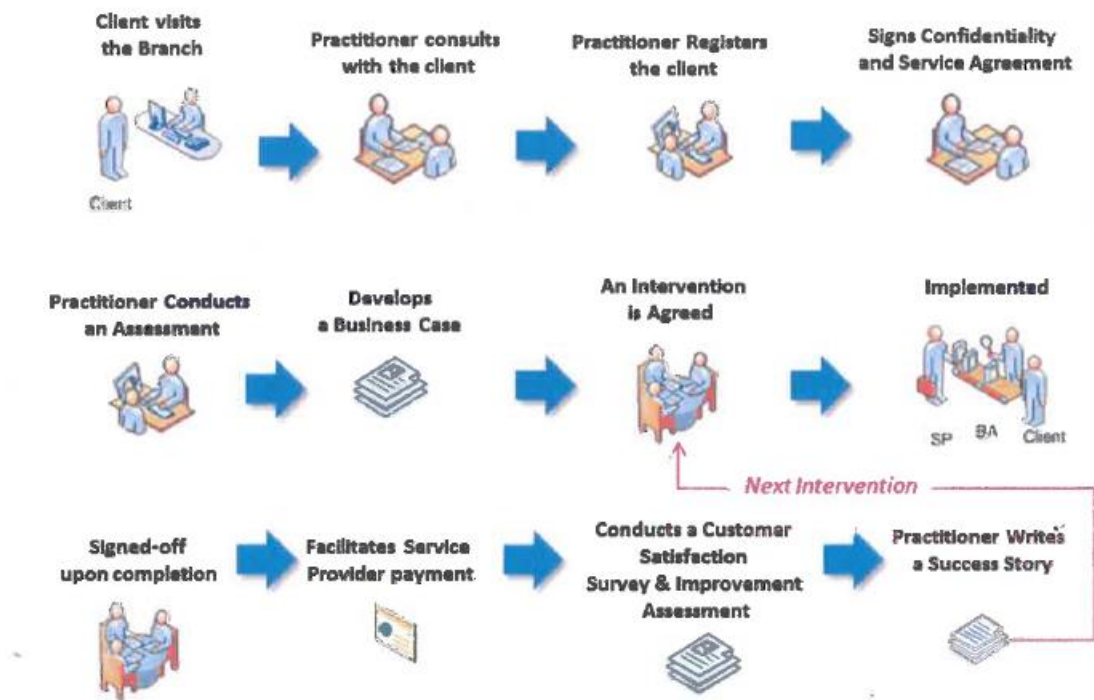 Client visits
the Branch
Practitioner consults
with the client
Practitioner Registers
the client
Signs Confidentiality
and Service Agreement
Client
Practitioner Conducts
an Assessment
Develops
a Business Case
An Intervention
is Agreed
Implemented
SP
BA
Client
Next Intervention
Signed-off
upon completion
Facilitates Service
Provider payment
Conducts a Customer
Satisfaction
Survey & Improvement
Assessment
Practitioner Writes
a Success Story